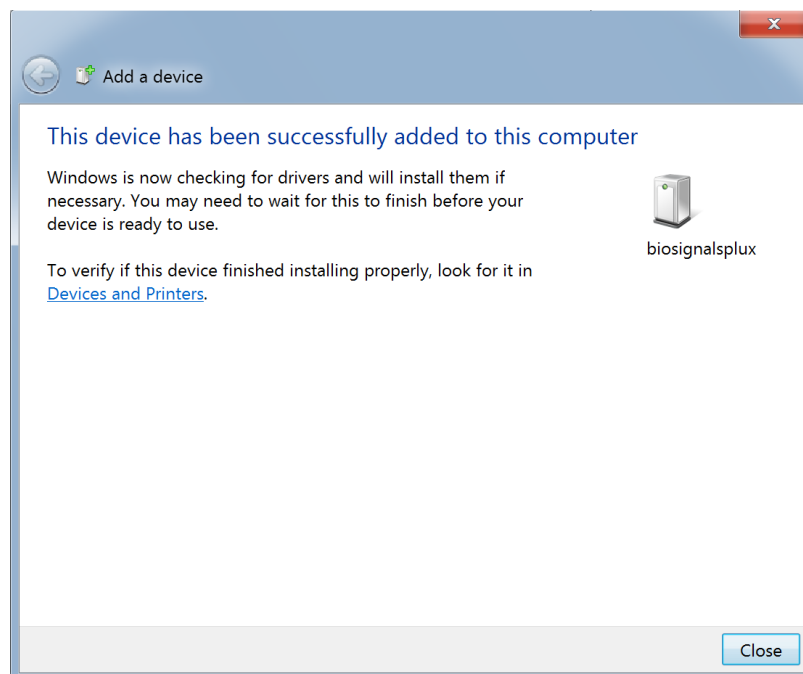 Add a device
This device has been successfully added to this computer
Windows is now checking for drivers and will install them if
necessary. You may need to wait for this to finish before your
device is ready to use.
biosignalsplux
To verify if this device finished installing properly, look for it in
Devices and Printers.
Close